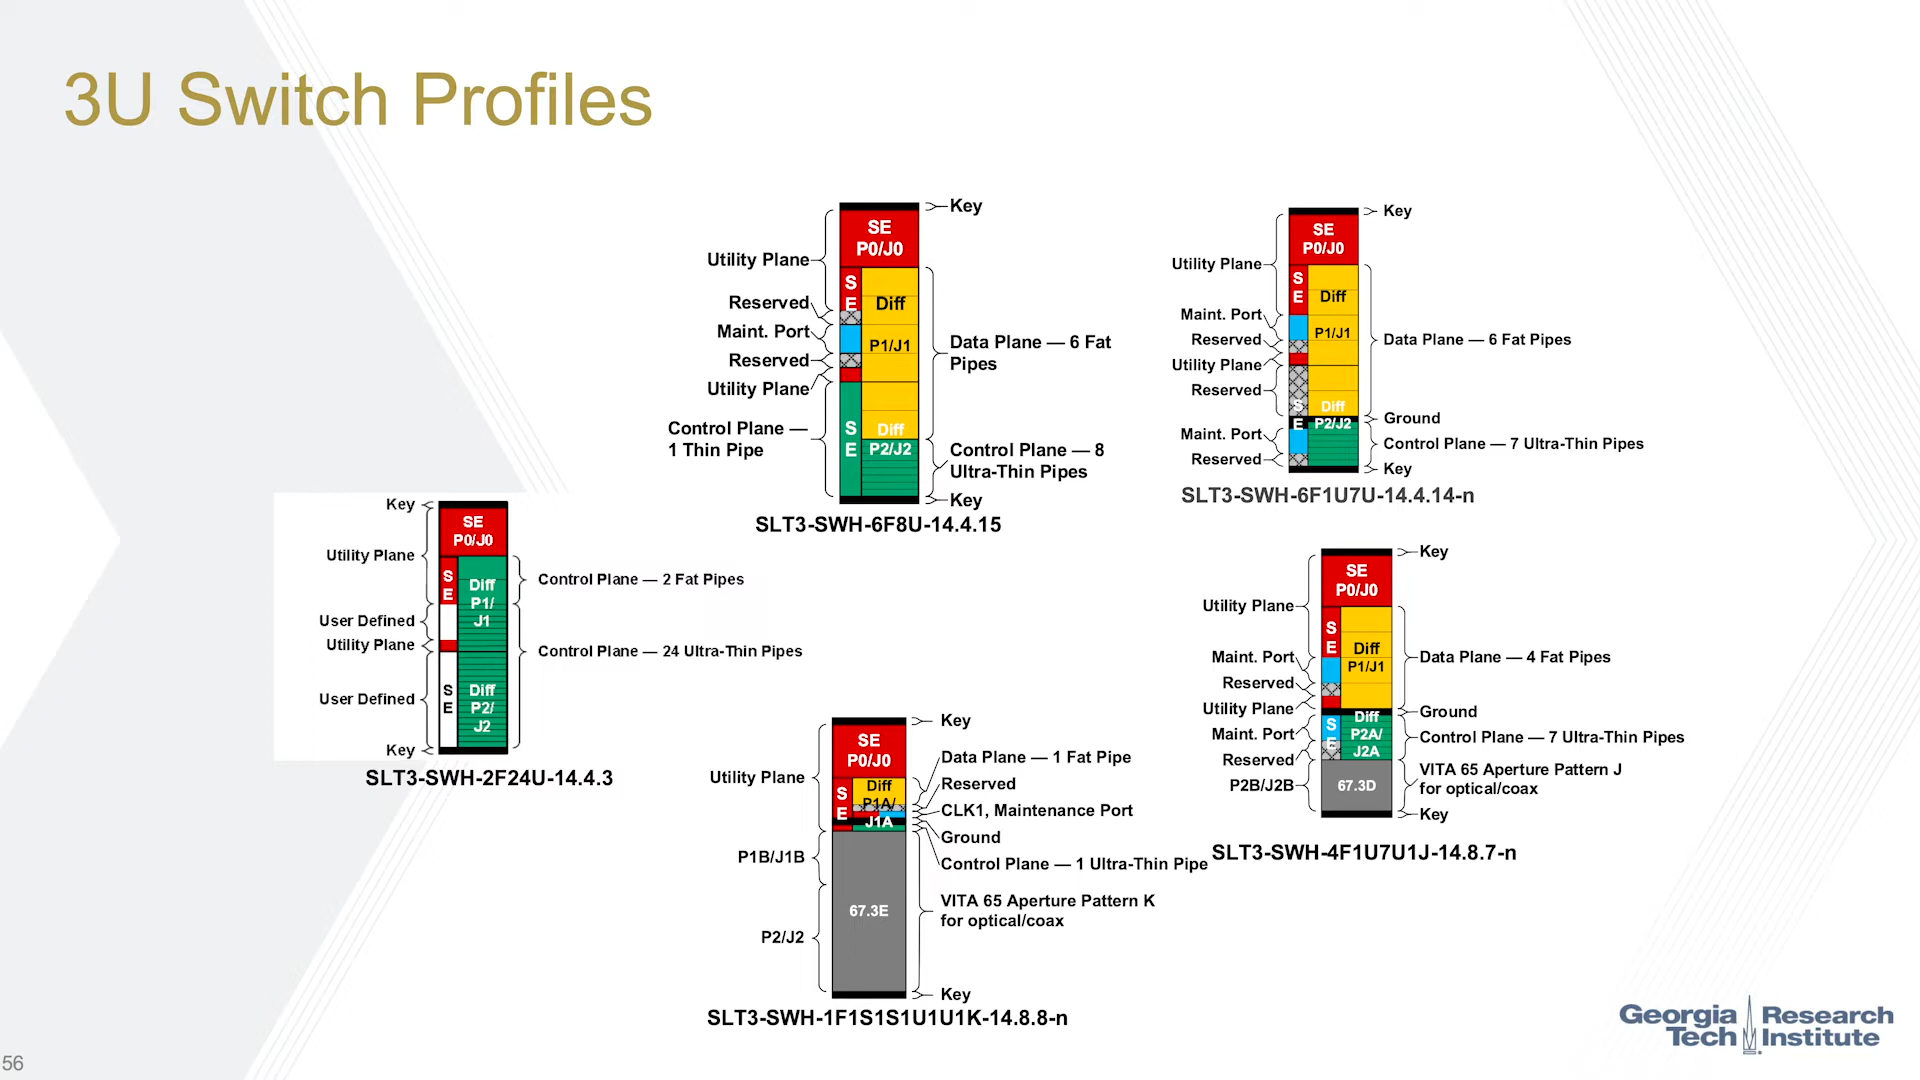 3U Switch Profiles
Key
SE
P0/J0
Utility Plane
S
E
Diff
Reserved
Maint. Port
P1/J1
Data Plane — 6 Fat
Pipes
Reserved
Utility Plane
Control Plane —
1 Thin Pipe
S
E
Diff
P2/J2
Control Plane — 8
Ultra-Thin Pipes
Key
SLT3-SWH-6F8U-14.4.15
Key
SE
P0/J0
Utility Plane
S
E
Diff
Maint. Port
P1/J1
Reserved
Data Plane — 6 Fat Pipes
Utility Plane
Reserved
S
E
Diff
P2/J2
Ground
Maint. Port
Control Plane — 7 Ultra-Thin Pipes
Reserved
Key
SLT3-SWH-6F1U7U-14.4.14-n
Key
SE
P0/J0
Utility Plane
S
E
Diff
P1/
J1
Control Plane — 2 Fat Pipes
User Defined
Utility Plane
Control Plane — 24 Ultra-Thin Pipes
User Defined
S
E
Diff
P2/
J2
Key
SLT3-SWH-2F24U-14.4.3
Key
SE
P0/J0
Utility Plane
S
E
Diff
P1/J1
Maint. Port
Data Plane — 4 Fat Pipes
Reserved
Utility Plane
Ground
Maint. Port
S
E
Diff
P2A/
J2A
Control Plane — 7 Ultra-Thin Pipes
Reserved
P2B/J2B
67.3D
VITA 65 Aperture Pattern J
for optical/coax
Key
SLT3-SWH-4F1U7U1J-14.8.7-n
Key
SE
P0/J0
Data Plane — 1 Fat Pipe
Utility Plane
Reserved
S
E
Diff
P1A/
J1A
CLK1, Maintenance Port
Ground
P1B/J1B
Control Plane — 1 Ultra-Thin Pipe
67.3E
VITA 65 Aperture Pattern K
for optical/coax
P2/J2
Key
SLT3-SWH-1F1S1S1U1U1K-14.8.8-n
Georgia Research
Tech Institute
56